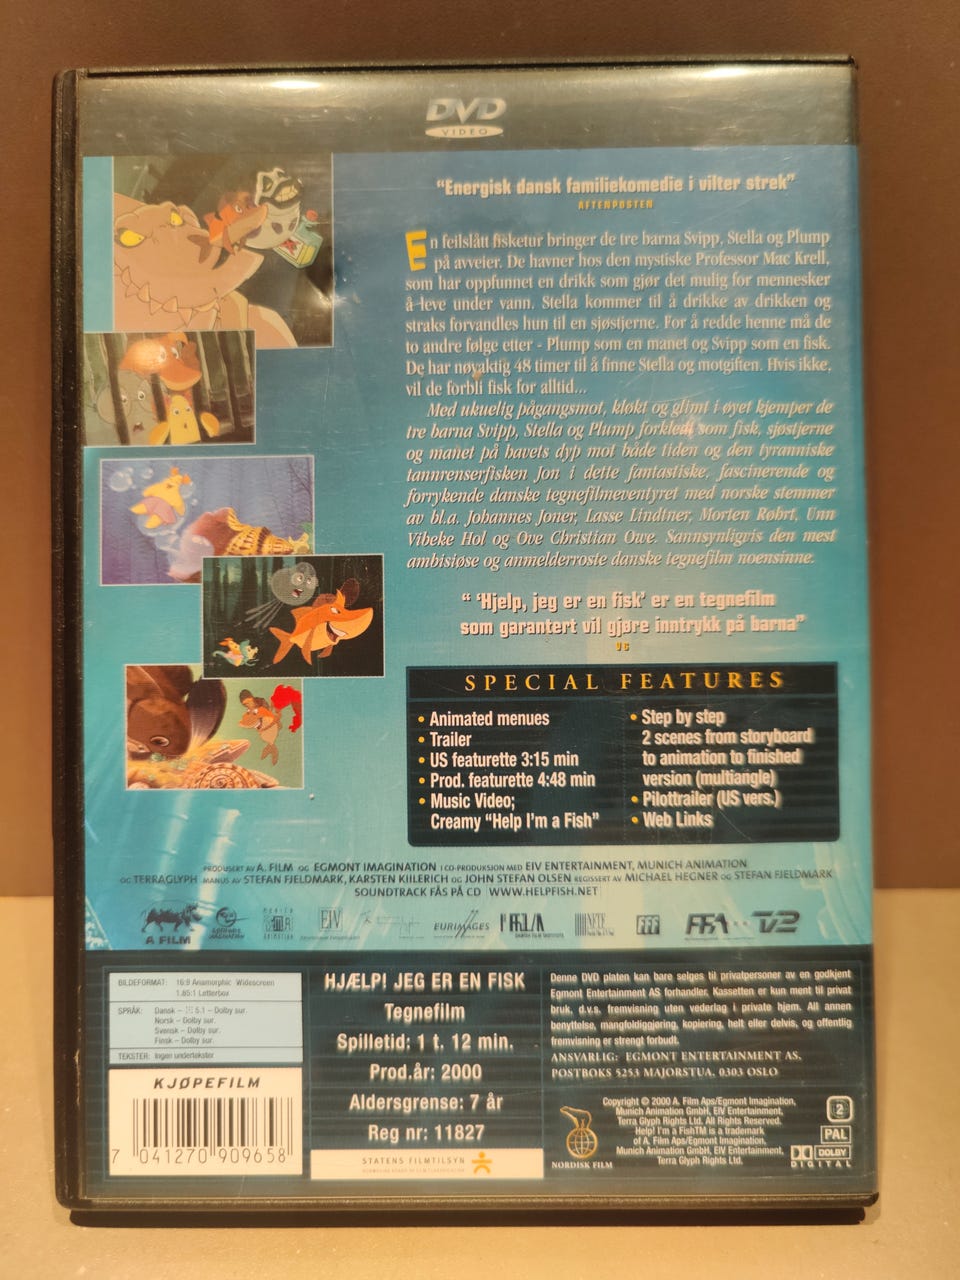 DVD
VIDEO
"Energisk dansk familiekomedie i vilter strek"
AFTENPOSTEN
En feilslått fisketur bringer de tre barna Svipp, Stella og Plump
på avveier. De havner hos den mystiske Professor Mac Krell,
som har oppfunnet en drikk som gjør det mulig for mennesker
å leve under vann. Stella kommer til å drikke av drikken og
straks forvandles hun til en sjøstjerne. For å redde henne må de
to andre følge etter - Plump som en manet og Svipp som en fisk.
De har nøyaktig 48 timer til å finne Stella og motgiften. Hvis ikke,
vil de forbli fisk for alltid...
Med ukuelig pågangsmot, kløkt og glimt i øyet kjemper de
tre barna Svipp, Stella og Plump forkledt som fisk, sjøstjerne
og manet på havets dyp mot både tiden og den tyranniske
tannrenserfisken Jon i dette fantastiske, fascinerende og
forrykende danske tegnefilmeventyret med norske stemmer
av bl.a. Johannes Joner, Lasse Lindtner, Morten Røhrt, Unn
Vibeke Hol og Ove Christian Owe. Sannsynligvis den mest
ambisiøse og anmelderroste danske tegnefilm noensinne.
" 'Hjelp, jeg er en fisk' er en tegnefilm
som garantert vil gjøre inntrykk på barna"
VG
SPECIAL FEATURES
• Animated menues
• Trailer
• US featurette 3:15 min
• Prod. featurette 4:48 min
• Music Video;
Creamy "Help I'm a Fish"
• Step by step
2 scenes from storyboard
to animation to finished
version (multiangle)
• Pilottrailer (US vers.)
• Web Links
PRODUSERT AV A. FILM OG EGMONT IMAGINATION I CO-PRODUKSJON MED EIV ENTERTAINMENT, MUNICH ANIMATION
OG TERRAGLYPH MANUS AV STEFAN FJELDMARK, KARSTEN KIILERICH OG JOHN STEFAN OLSEN REGISSERT AV MICHAEL HEGNER OG STEFAN FJELDMARK
SOUNDTRACK FÅS PÅ CD WWW.HELPFISH.NET
A FILM
EIV
EURIMAGES
FFF
FFA
TV2
BILDEFORMAT: 16:9 Anamorphic Widescreen
1.85:1 Letterbox
SPRÅK: Dansk – 5.1 – Dolby sur.
Norsk – Dolby sur.
Svensk – Dolby sur.
Finsk – Dolby sur.
TEKSTER: Ingen undertekster
KJØPEFILM
7 041270 909658
HJÆLP! JEG ER EN FISK
Tegnefilm
Spilletid: 1 t. 12 min.
Prod.år: 2000
Aldersgrense: 7 år
Reg nr: 11827
STATENS FILMTILSYN
NORWEGIAN BOARD OF FILM CLASSIFICATION
Denne DVD platen kan bare selges til privatpersoner av en godkjent
Egmont Entertainment AS forhandler. Kassetten er kun ment til privat
bruk, d.v.s. fremvisning uten vederlag i private hjem. All annen
benyttelse, mangfoldiggjøring, kopiering, helt eller delvis, og offentlig
fremvisning er strengt forbudt.
ANSVARLIG: EGMONT ENTERTAINMENT AS,
POSTBOKS 5253 MAJORSTUA, 0303 OSLO
NORDISK FILM
Copyright © 2000 A. Film Aps/Egmont Imagination,
Munich Animation GmbH, EIV Entertainment,
Terra Glyph Rights Ltd. All Rights Reserved.
Help! I'm a FishTM is a trademark
of A. Film Aps/Egmont Imagination.
Munich Animation GmbH, EIV Entertainment,
Terra Glyph Rights Ltd.
2
PAL
DOLBY
DIGITAL